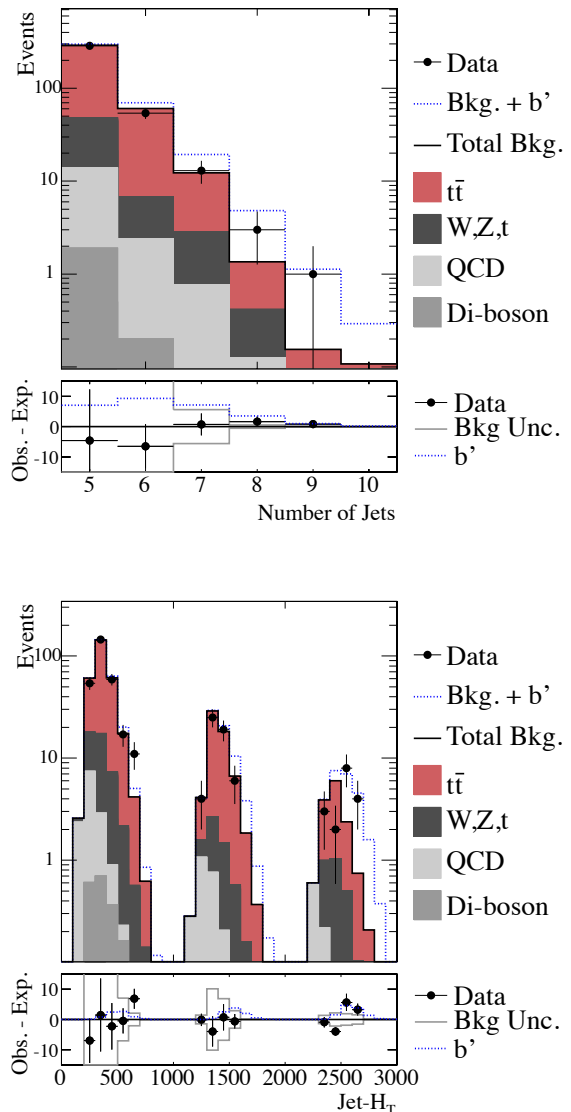 Events
100
10
1
Data
Bkg. + b'
Total Bkg.
tt̄
W,Z,t
QCD
Di-boson
Obs. - Exp.
10
0
-10
Data
Bkg Unc.
b'
5 6 7 8 9 10
Number of Jets
Events
100
10
1
Data
Bkg. + b'
Total Bkg.
tt̄
W,Z,t
QCD
Di-boson
Obs. - Exp.
10
0
-10
Data
Bkg Unc.
b'
0 500 1000 1500 2000 2500 3000
Jet-H_T